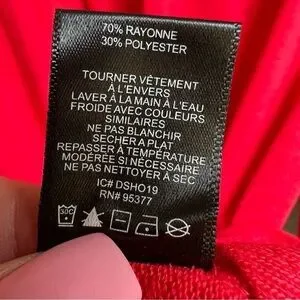 70% RAYONNE
30% POLYESTER
TOURNER VÊTEMENT
À L'ENVERS
LAVER À LA MAIN À L'EAU
FROIDE AVEC COULEURS
SIMILAIRES
NE PAS BLANCHIR
SECHER A PLAT
REPASSER À TEMPÉRATURE
MODÉRÉE SI NÉCESSAIRE
NE PAS NETTOYER À SEC
IC# DSHO19
RN# 95377